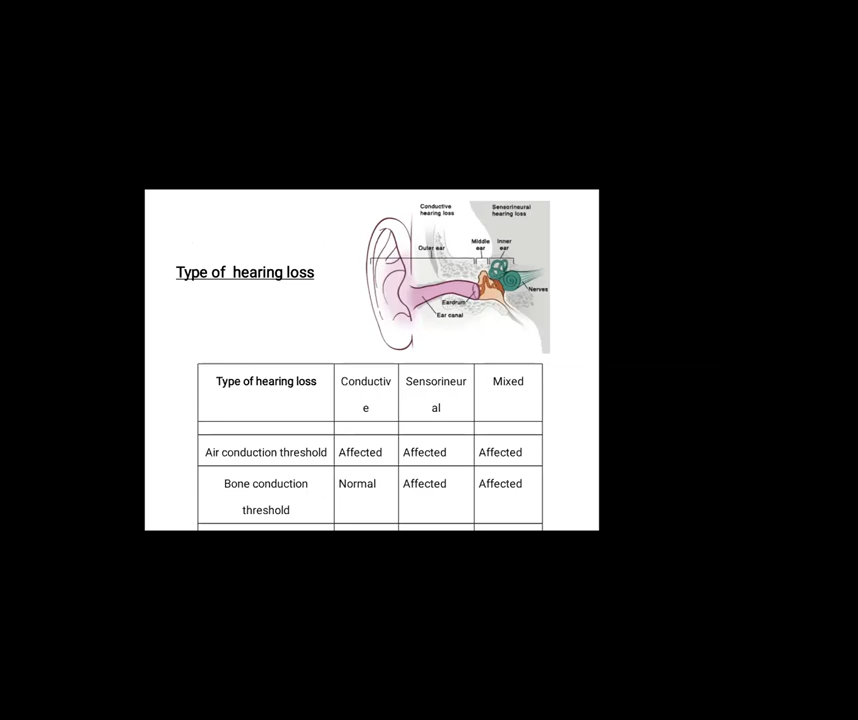 Conductive
hearing loss
Sensorineural
hearing loss
Middle
ear
Inner
ear
Outer ear
Type of hearing loss
Nerves
Eardrum
Ear canal
Type of hearing loss
Conductiv
e
Sensorineur
al
Mixed
Air conduction threshold
Affected
Affected
Affected
Bone conduction
threshold
Normal
Affected
Affected